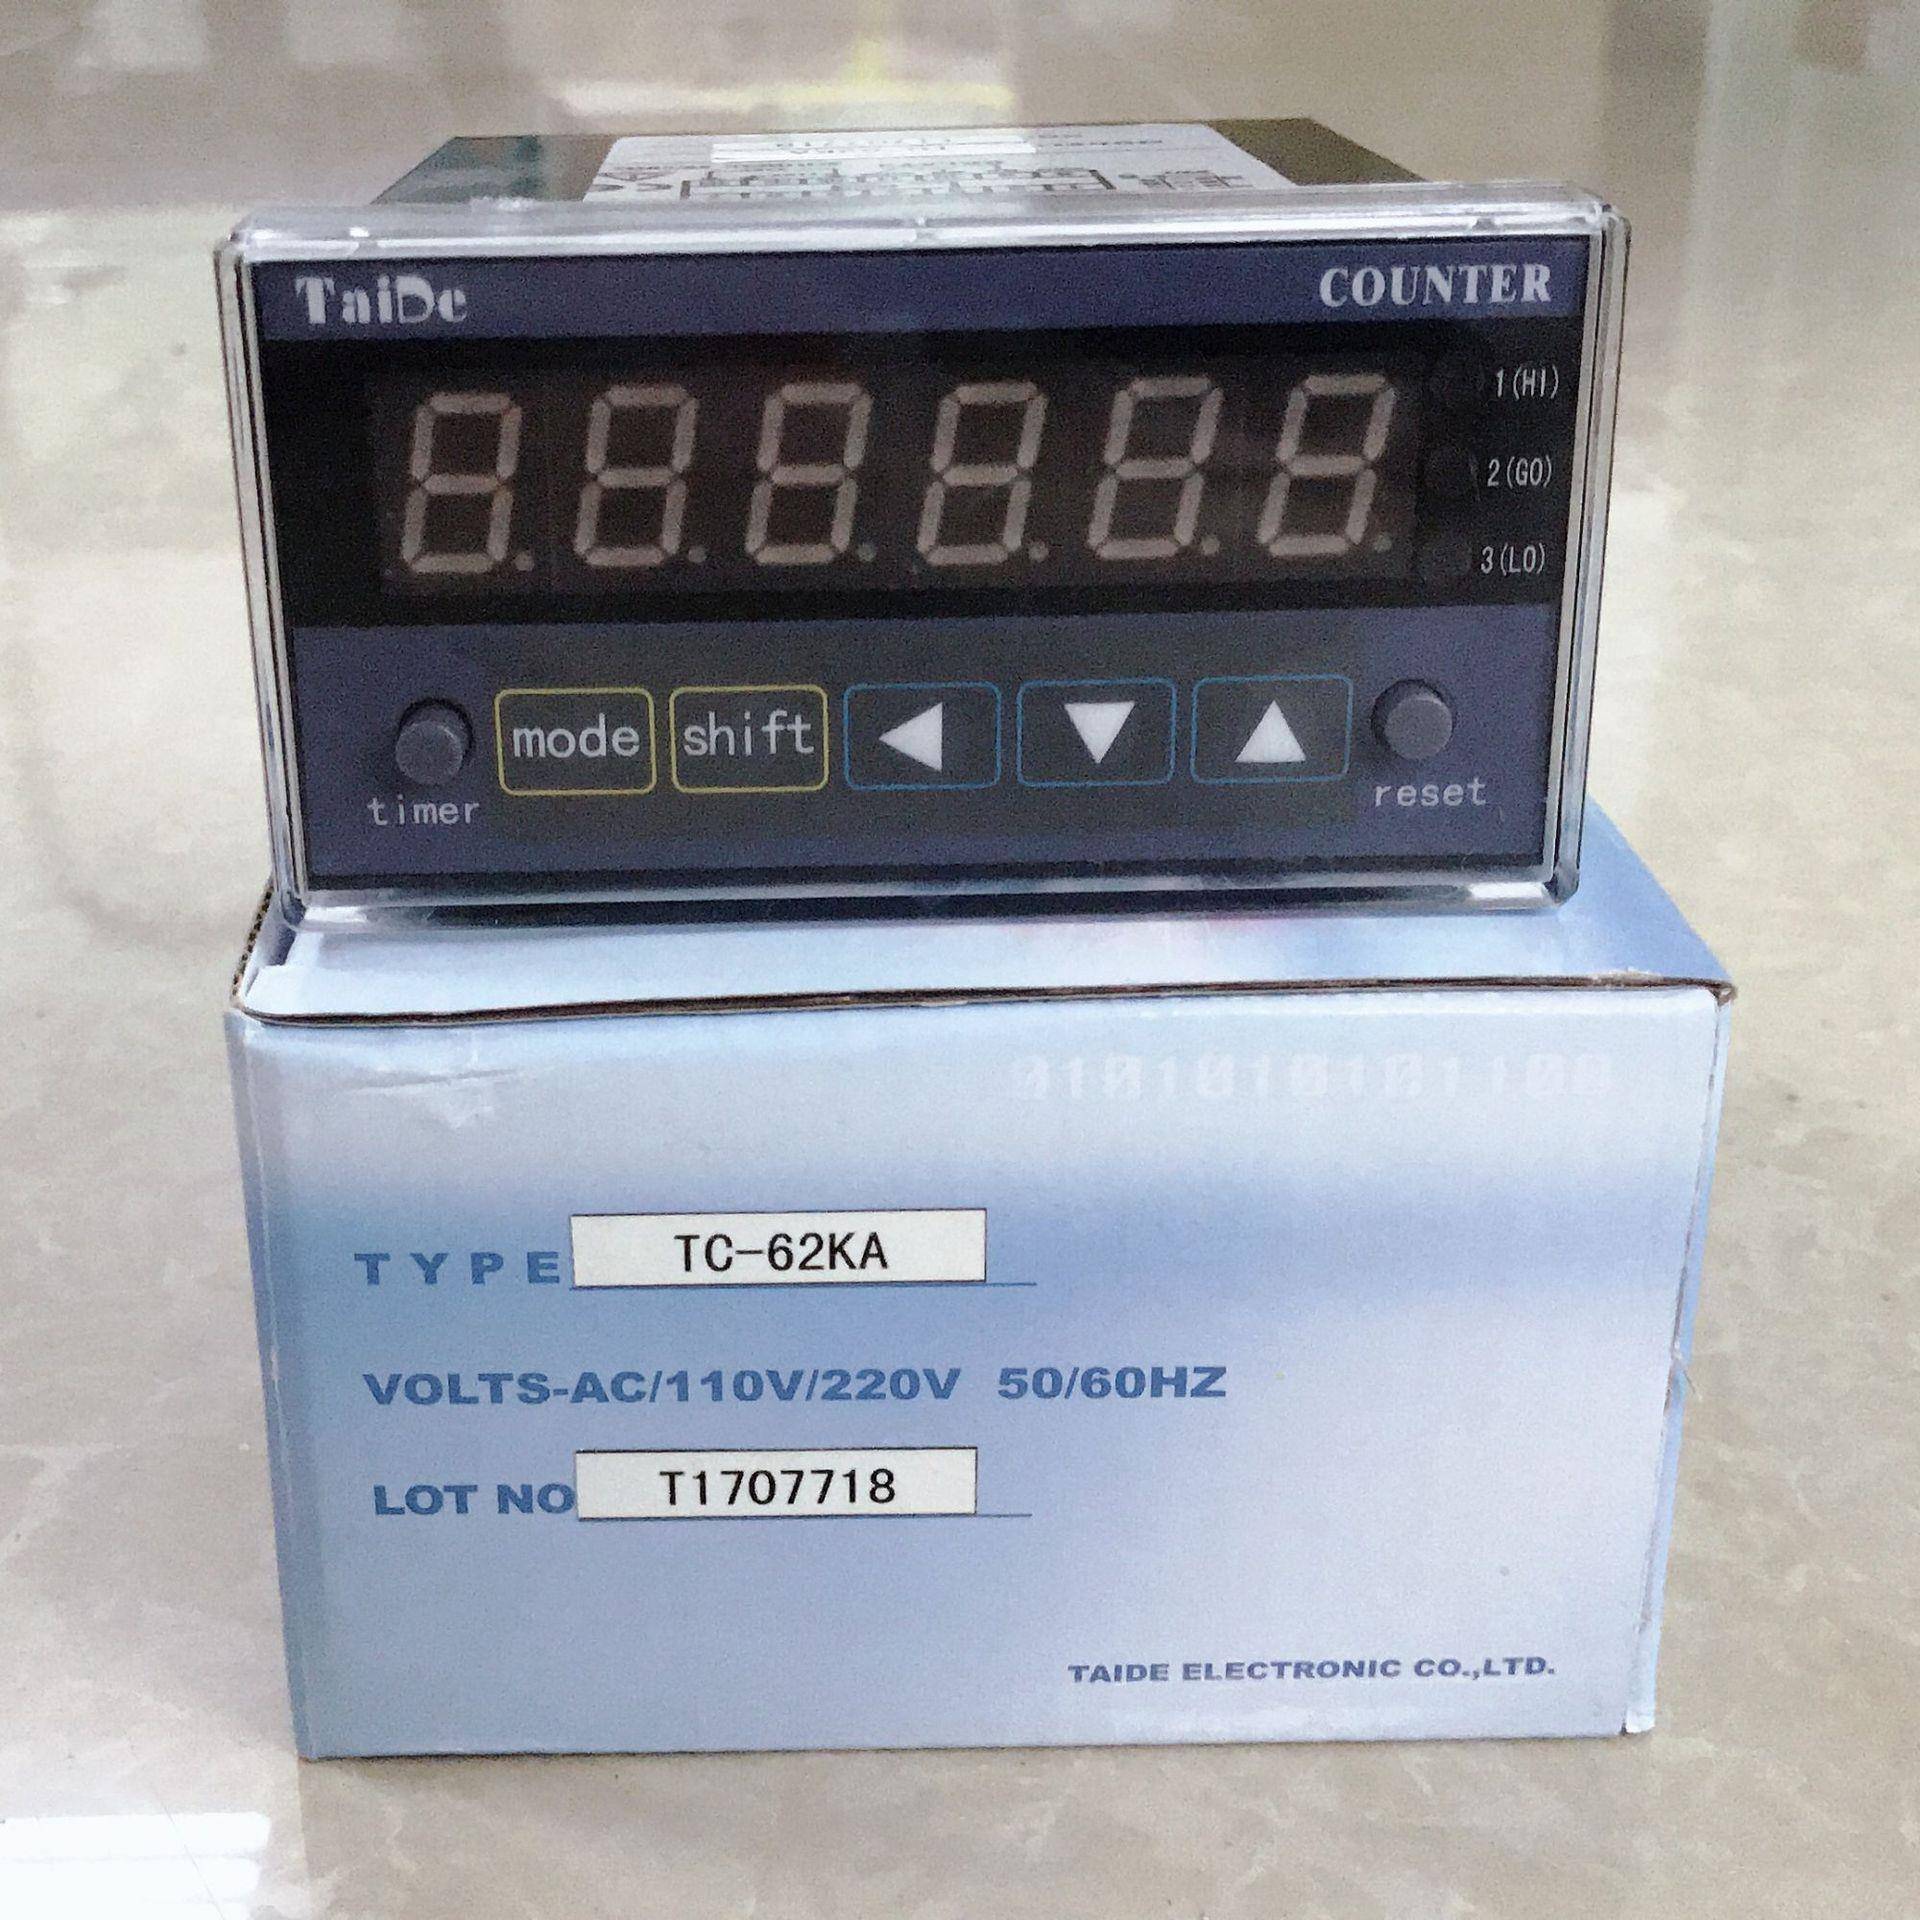 TaiDe COUNTER
1(HI)
2(GO)
3(LO)
mode shift
timer reset
0101010101011100
TYPE TC-62KA
VOLTS-AC/110V/220V 50/60HZ
LOT NO T1707718
TAIDE ELECTRONIC CO.,LTD.